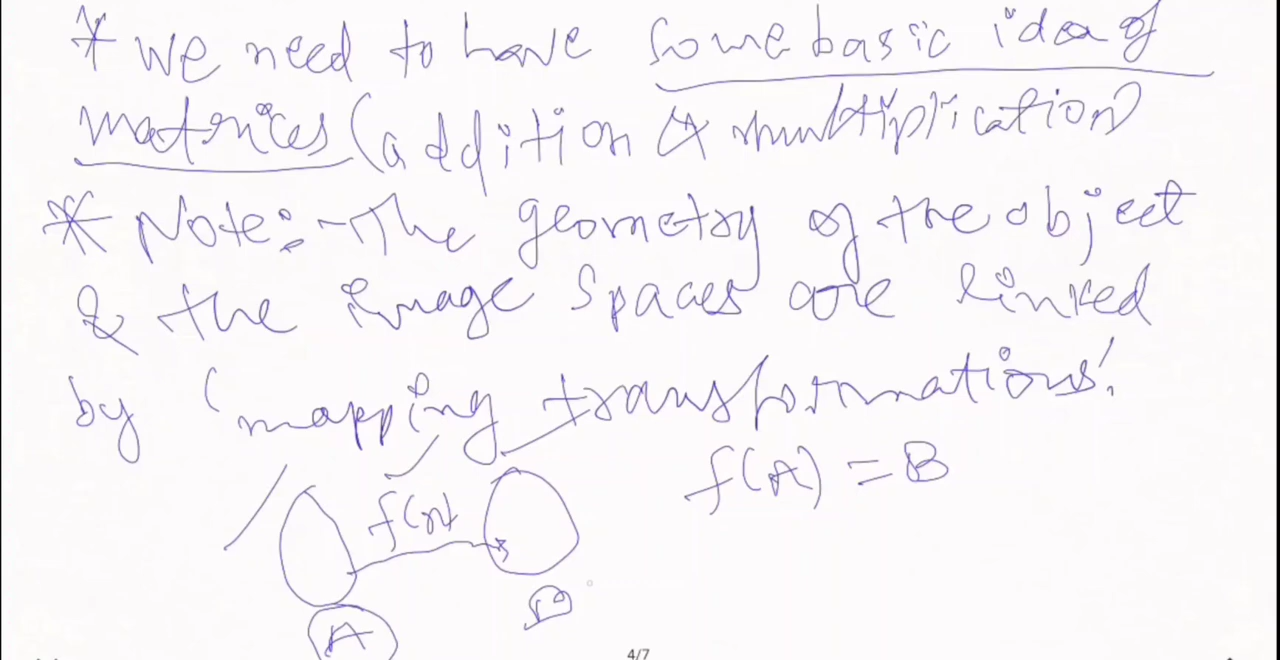 * we need to have some basic idea of
matrices (addition & multiplication)
* Note:- The geometry of the object
& the image spaces are linked
by 'mapping transformations'.
f(A) = B
f(x)
A
B
4/7